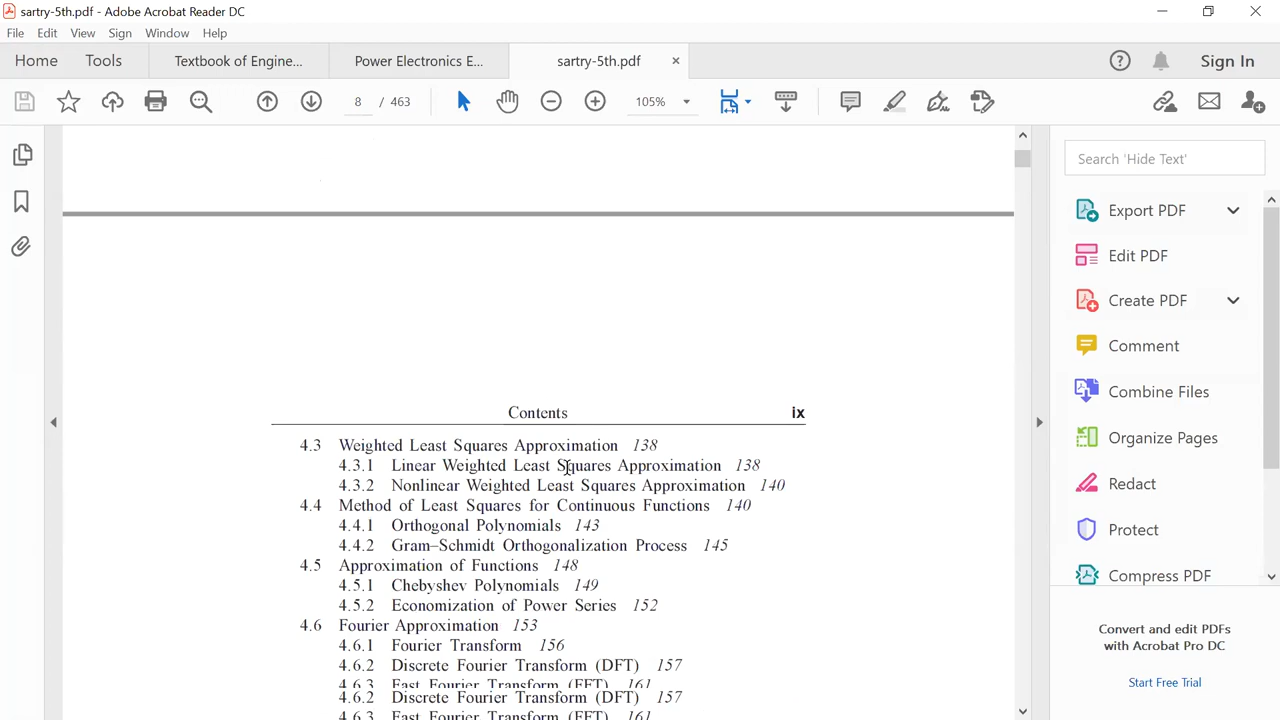 sartry-5th.pdf - Adobe Acrobat Reader DC
File Edit View Sign Window Help
Home Tools Textbook of Engine... Power Electronics E... sartry-5th.pdf Sign In
8 / 463 105%
Search 'Hide Text'
Export PDF
Edit PDF
Create PDF
Comment
Combine Files
Organize Pages
Redact
Protect
Compress PDF
Convert and edit PDFs
with Acrobat Pro DC
Start Free Trial
Contents ix
4.3 Weighted Least Squares Approximation 138
4.3.1 Linear Weighted Least Squares Approximation 138
4.3.2 Nonlinear Weighted Least Squares Approximation 140
4.4 Method of Least Squares for Continuous Functions 140
4.4.1 Orthogonal Polynomials 143
4.4.2 Gram–Schmidt Orthogonalization Process 145
4.5 Approximation of Functions 148
4.5.1 Chebyshev Polynomials 149
4.5.2 Economization of Power Series 152
4.6 Fourier Approximation 153
4.6.1 Fourier Transform 156
4.6.2 Discrete Fourier Transform (DFT) 157
4.6.3 Fast Fourier Transform (FFT) 161
4.6.2 Discrete Fourier Transform (DFT) 157
4.6.3 Fast Fourier Transform (FFT) 161